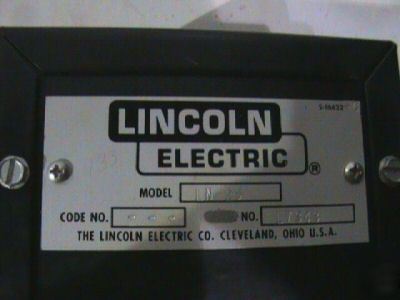 LINCOLN
ELECTRIC ®
MODEL
CODE NO. NO.
THE LINCOLN ELECTRIC CO. CLEVELAND, OHIO U.S.A.